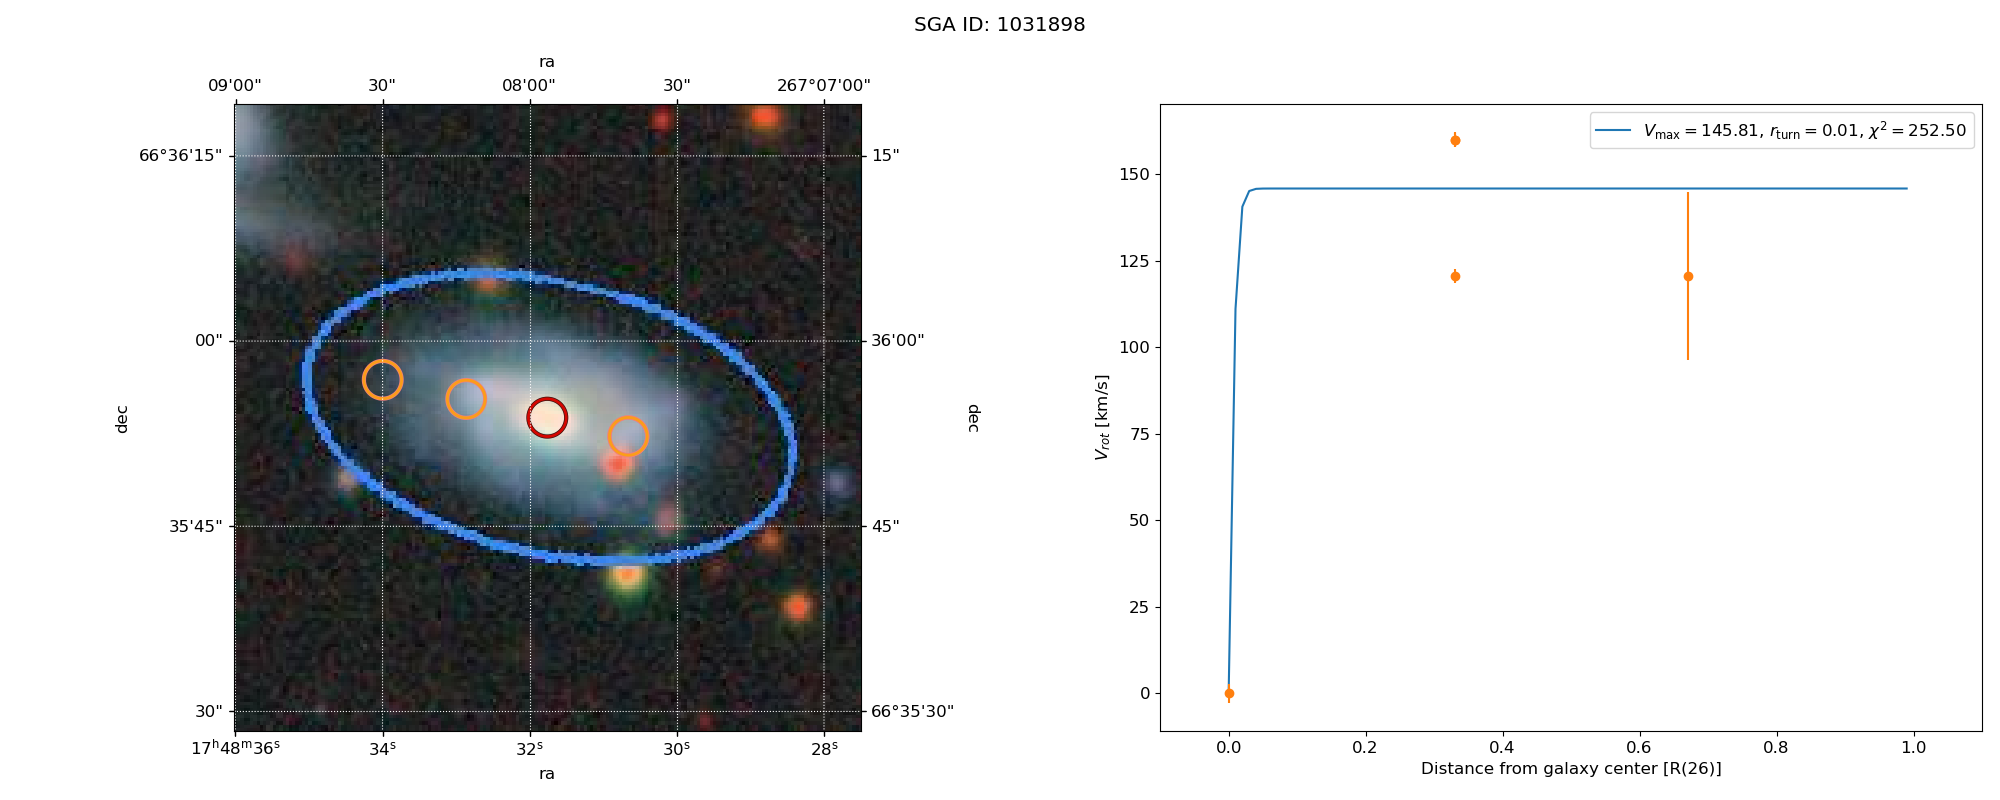 SGA ID: 1031898
ra
09'00" 30" 08'00" 30" 267°07'00"
66°36'15" 15"
00" 36'00"
dec dec
35'45" 45"
30" 66°35'30"
17ʰ48ᵐ36ˢ 34ˢ 32ˢ 30ˢ 28ˢ
ra
V_max = 145.81, r_turn = 0.01, χ² = 252.50
150
125
100
75
50
25
0
V_rot [km/s]
0.0 0.2 0.4 0.6 0.8 1.0
Distance from galaxy center [R(26)]